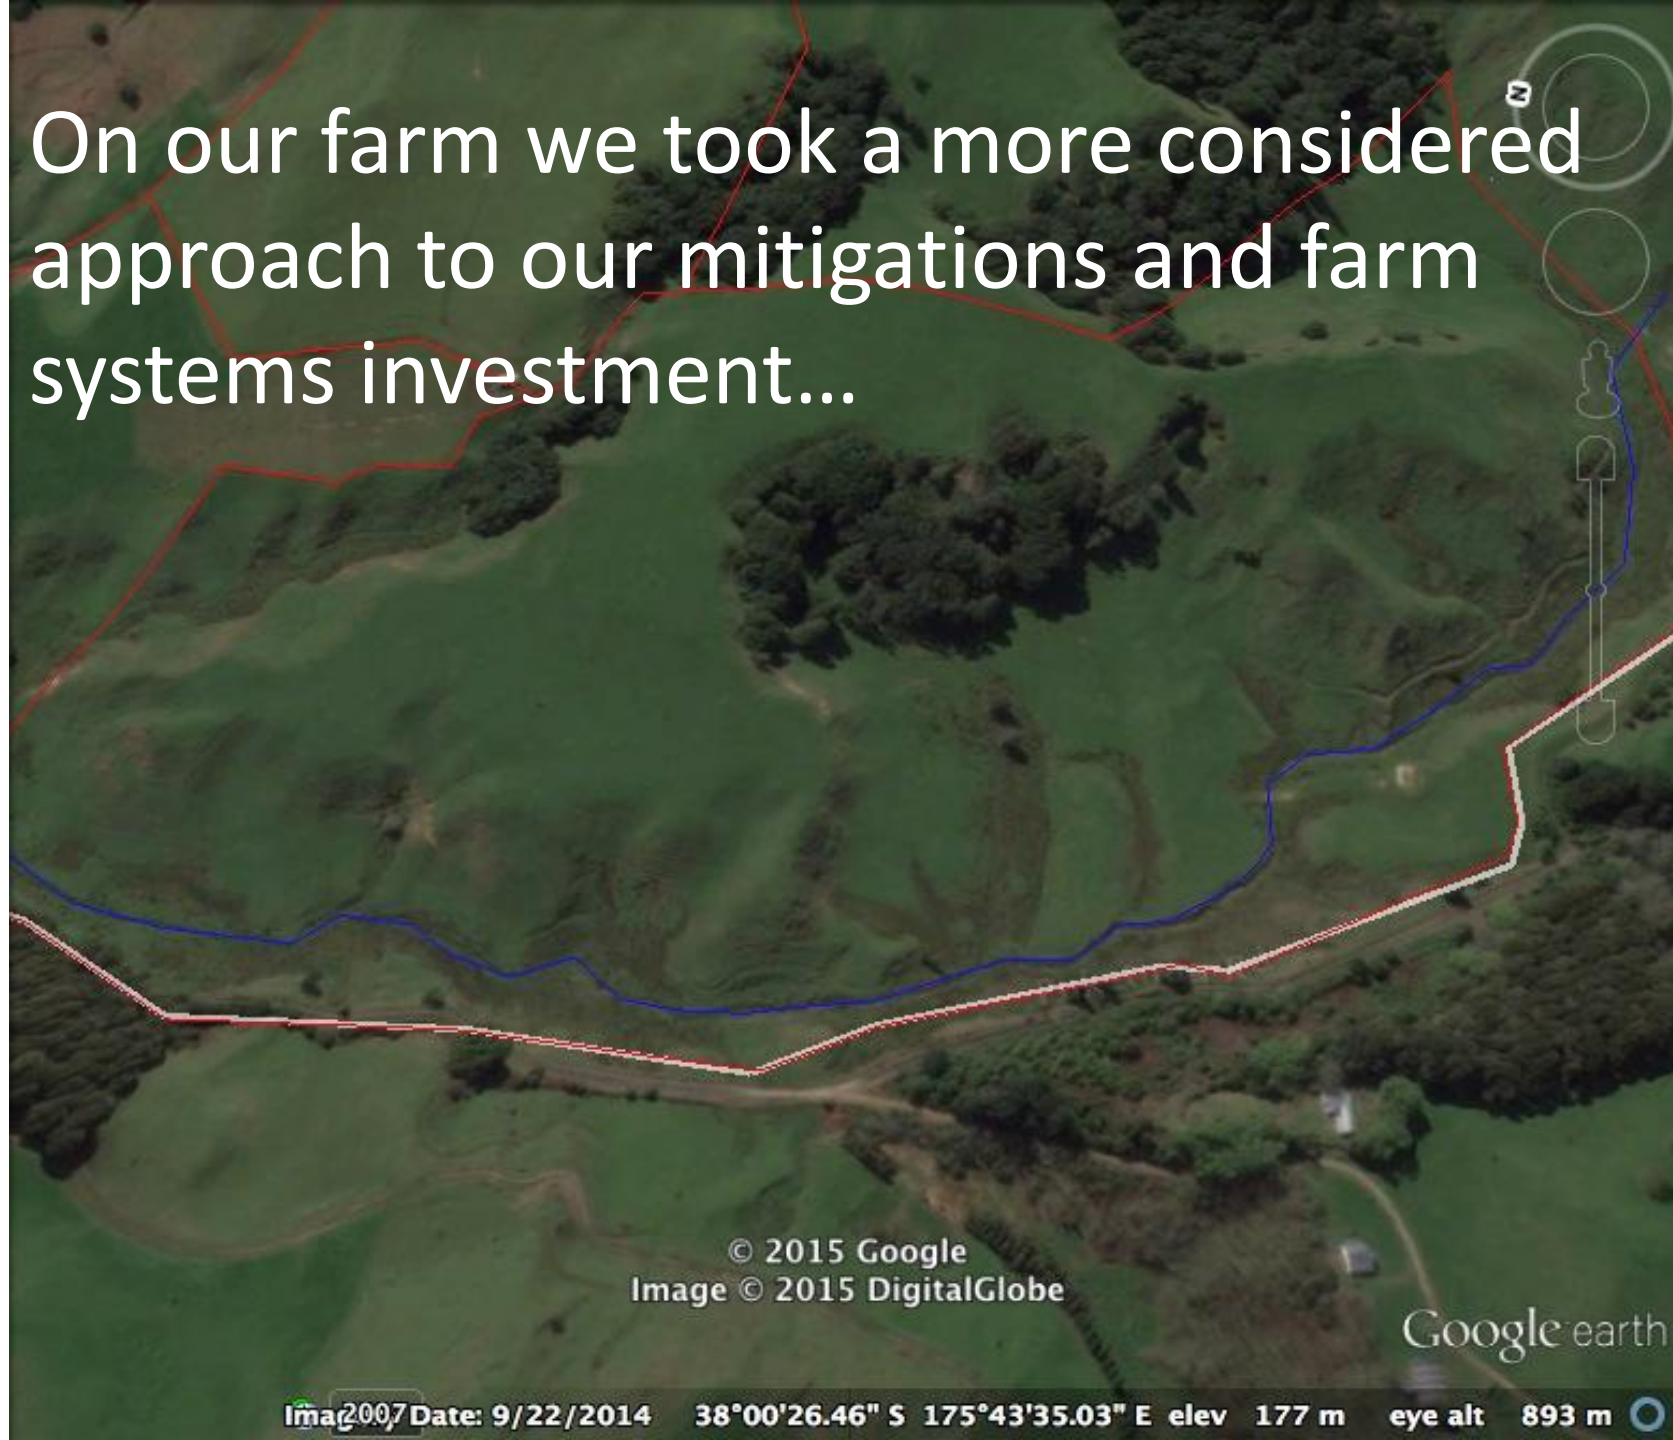 N
On our farm we took a more considered
approach to our mitigations and farm
systems investment...
© 2015 Google
Image © 2015 DigitalGlobe
Google earth
2007
Imagery Date: 9/22/2014 38°00'26.46" S 175°43'35.03" E elev 177 m eye alt 893 m